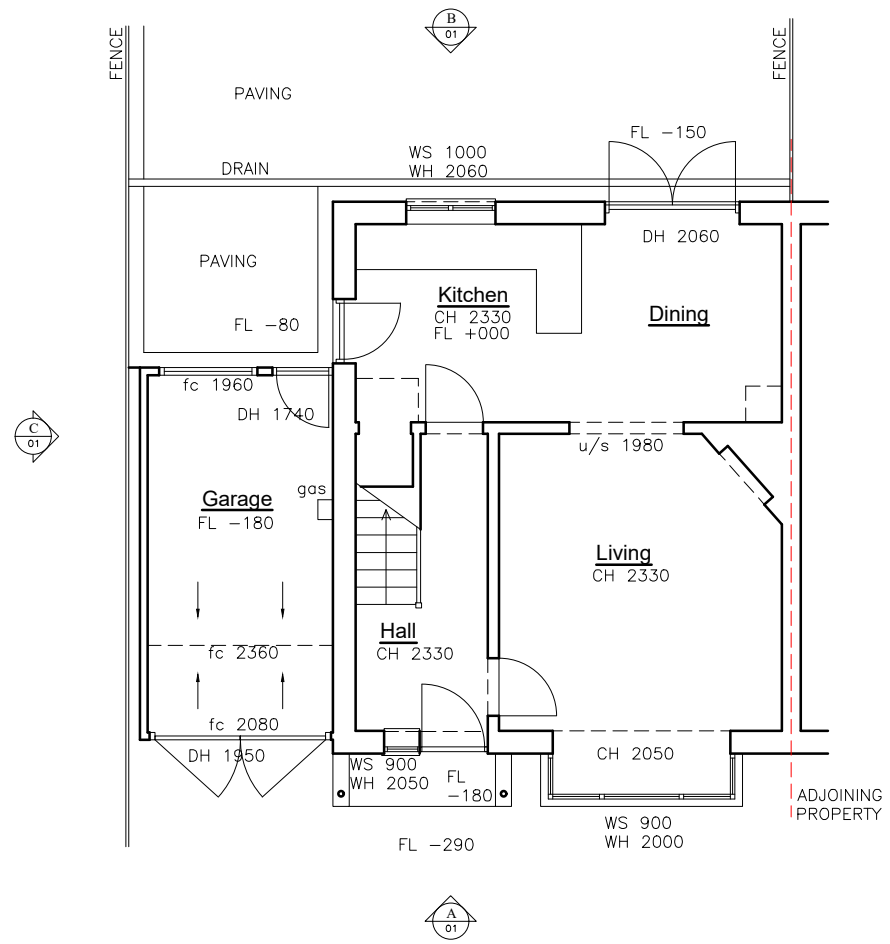 B
01
FENCE
FENCE
PAVING
FL -150
WS 1000
WH 2060
DRAIN
DH 2060
PAVING
Kitchen
CH 2330
FL +000
Dining
FL -80
fc 1960
DH 1740
C
01
u/s 1980
gas
Garage
FL -180
Living
CH 2330
Hall
CH 2330
fc 2360
fc 2080
DH 1950
CH 2050
WS 900
WH 2050
FL
-180
ADJOINING
PROPERTY
WS 900
WH 2000
FL -290
A
01